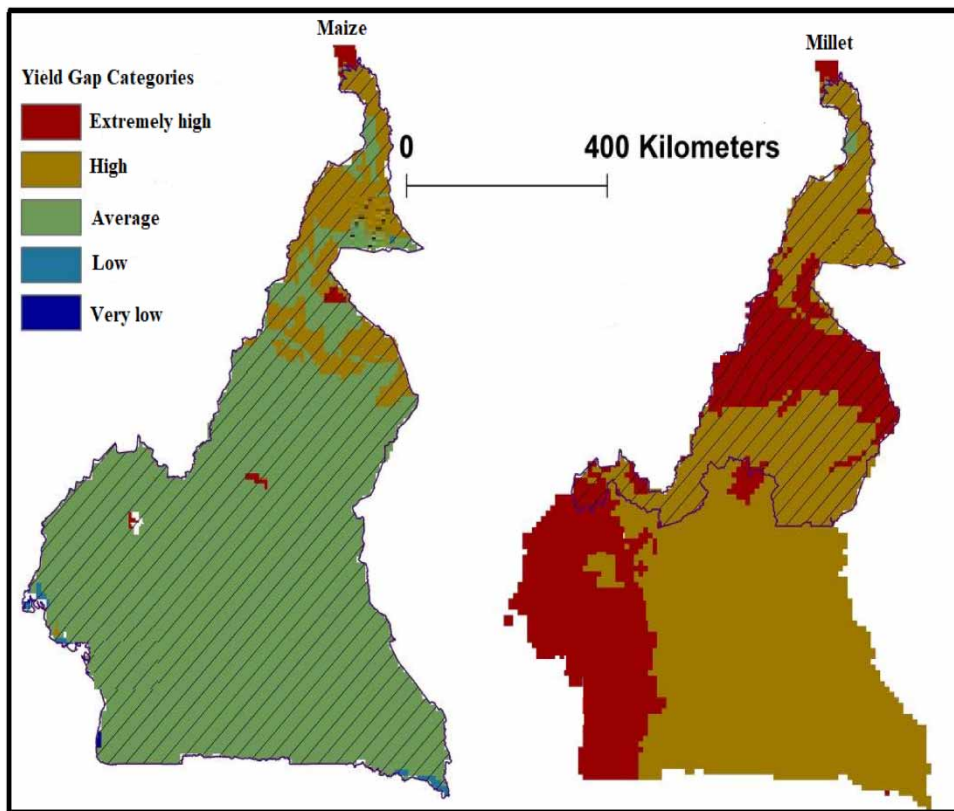 Maize
Millet
Yield Gap Categories
Extremely high
High
Average
Low
Very low
0 400 Kilometers